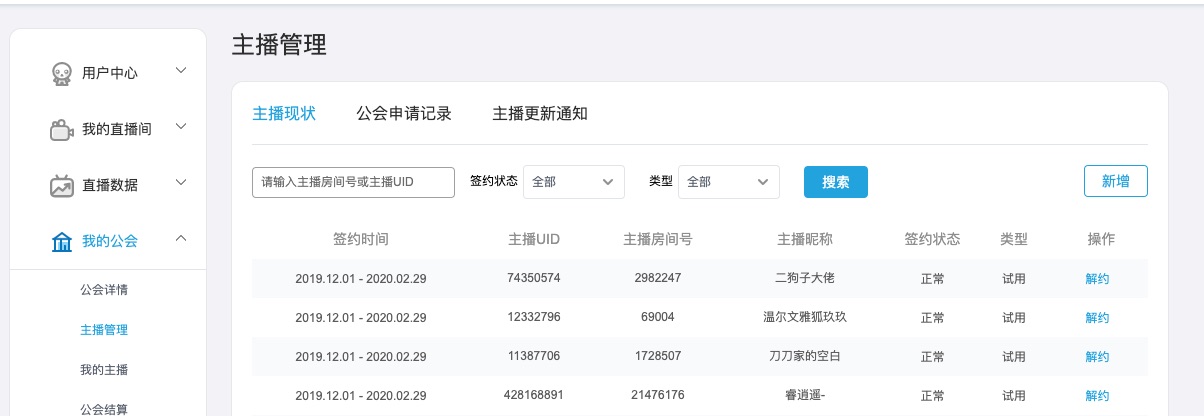 主播管理
用户中心
我的直播间
直播数据
我的公会
公会详情
主播管理
我的主播
公会结算
主播现状 公会申请记录 主播更新通知
请输入主播房间号或主播UID 签约状态 全部 类型 全部 搜索 新增
签约时间 主播UID 主播房间号 主播昵称 签约状态 类型 操作
2019.12.01 - 2020.02.29 74350574 2982247 二狗子大佬 正常 试用 解约
2019.12.01 - 2020.02.29 12332796 69004 温尔文雅狐玖玖 正常 试用 解约
2019.12.01 - 2020.02.29 11387706 1728507 刀刀家的空白 正常 试用 解约
2019.12.01 - 2020.02.29 428168891 21476176 睿逍遥- 正常 试用 解约